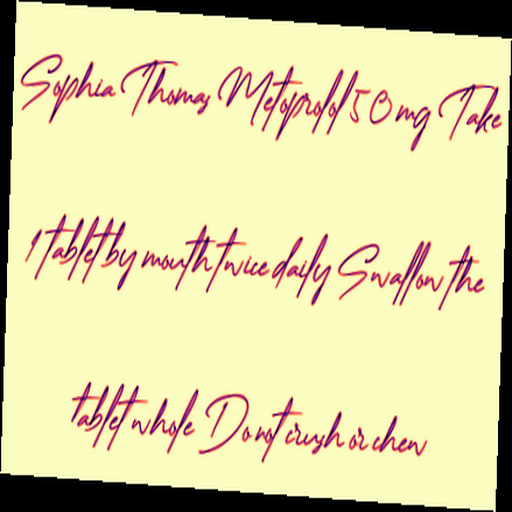 Sophia Thomas Metoprolol 50 mg Take
1 tablet by mouth twice daily Swallow the
tablet whole Do not crush or chew